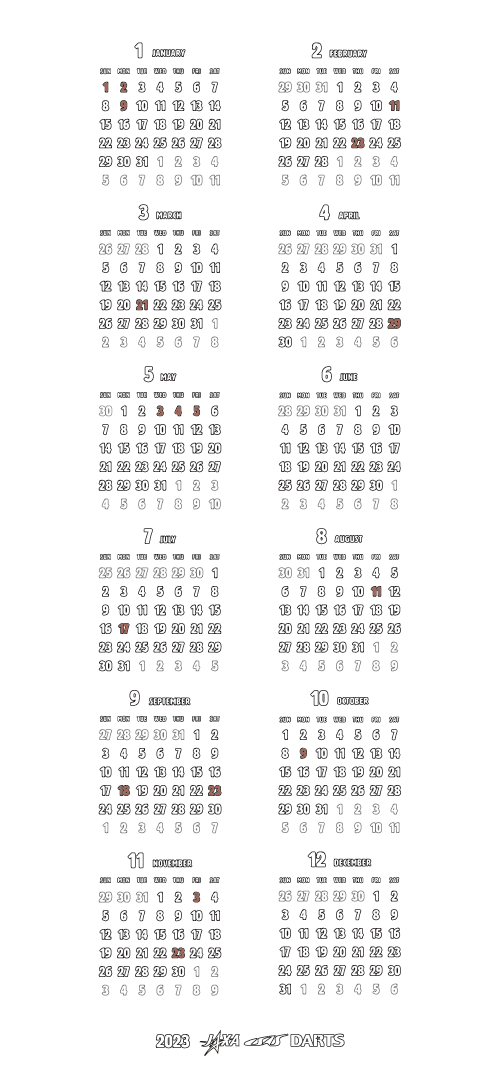 1 JANUARY
SUN MON TUE WED THU FRI SAT
1 2 3 4 5 6 7
8 9 10 11 12 13 14
15 16 17 18 19 20 21
22 23 24 25 26 27 28
29 30 31 1 2 3 4
5 6 7 8 9 10 11
2 FEBRUARY
SUN MON TUE WED THU FRI SAT
29 30 31 1 2 3 4
5 6 7 8 9 10 11
12 13 14 15 16 17 18
19 20 21 22 23 24 25
26 27 28 1 2 3 4
5 6 7 8 9 10 11
3 MARCH
SUN MON TUE WED THU FRI SAT
26 27 28 1 2 3 4
5 6 7 8 9 10 11
12 13 14 15 16 17 18
19 20 21 22 23 24 25
26 27 28 29 30 31 1
2 3 4 5 6 7 8
4 APRIL
SUN MON TUE WED THU FRI SAT
26 27 28 29 30 31 1
2 3 4 5 6 7 8
9 10 11 12 13 14 15
16 17 18 19 20 21 22
23 24 25 26 27 28 29
30 1 2 3 4 5 6
5 MAY
SUN MON TUE WED THU FRI SAT
30 1 2 3 4 5 6
7 8 9 10 11 12 13
14 15 16 17 18 19 20
21 22 23 24 25 26 27
28 29 30 31 1 2 3
4 5 6 7 8 9 10
6 JUNE
SUN MON TUE WED THU FRI SAT
28 29 30 31 1 2 3
4 5 6 7 8 9 10
11 12 13 14 15 16 17
18 19 20 21 22 23 24
25 26 27 28 29 30 1
2 3 4 5 6 7 8
7 JULY
SUN MON TUE WED THU FRI SAT
25 26 27 28 29 30 1
2 3 4 5 6 7 8
9 10 11 12 13 14 15
16 17 18 19 20 21 22
23 24 25 26 27 28 29
30 31 1 2 3 4 5
8 AUGUST
SUN MON TUE WED THU FRI SAT
30 31 1 2 3 4 5
6 7 8 9 10 11 12
13 14 15 16 17 18 19
20 21 22 23 24 25 26
27 28 29 30 31 1 2
3 4 5 6 7 8 9
9 SEPTEMBER
SUN MON TUE WED THU FRI SAT
27 28 29 30 31 1 2
3 4 5 6 7 8 9
10 11 12 13 14 15 16
17 18 19 20 21 22 23
24 25 26 27 28 29 30
1 2 3 4 5 6 7
10 OKTOBER
SUN MON TUE WED THU FRI SAT
1 2 3 4 5 6 7
8 9 10 11 12 13 14
15 16 17 18 19 20 21
22 23 24 25 26 27 28
29 30 31 1 2 3 4
5 6 7 8 9 10 11
11 NOVEMBER
SUN MON TUE WED THU FRI SAT
29 30 31 1 2 3 4
5 6 7 8 9 10 11
12 13 14 15 16 17 18
19 20 21 22 23 24 25
26 27 28 29 30 1 2
3 4 5 6 7 8 9
12 DECEMBER
SUN MON TUE WED THU FRI SAT
26 27 28 29 30 1 2
3 4 5 6 7 8 9
10 11 12 13 14 15 16
17 18 19 20 21 22 23
24 25 26 27 28 29 30
31 1 2 3 4 5 6
2023 DARTS